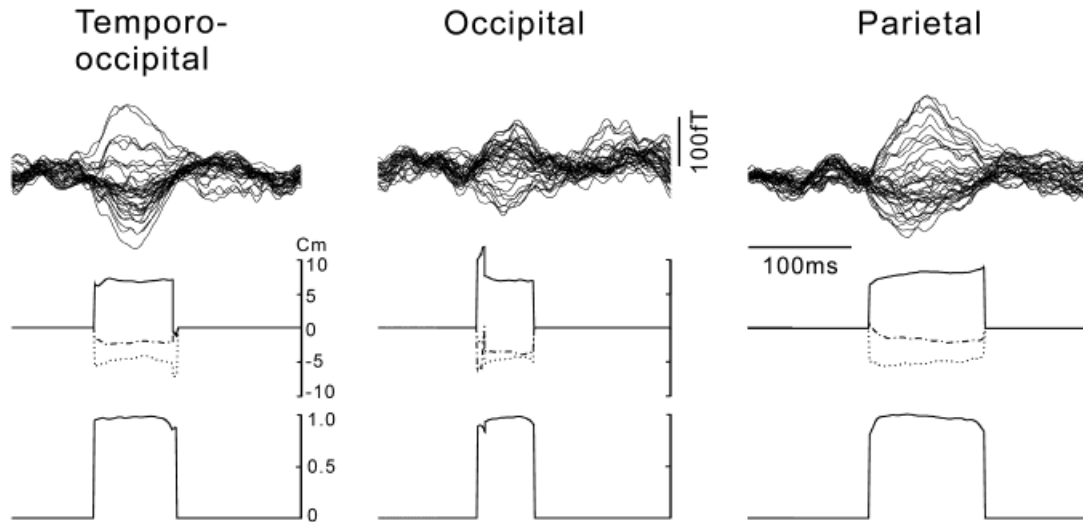 Temporo-
occipital
Occipital
Parietal
100fT
100ms
Cm
10
5
0
-5
-10
1.0
0.5
0